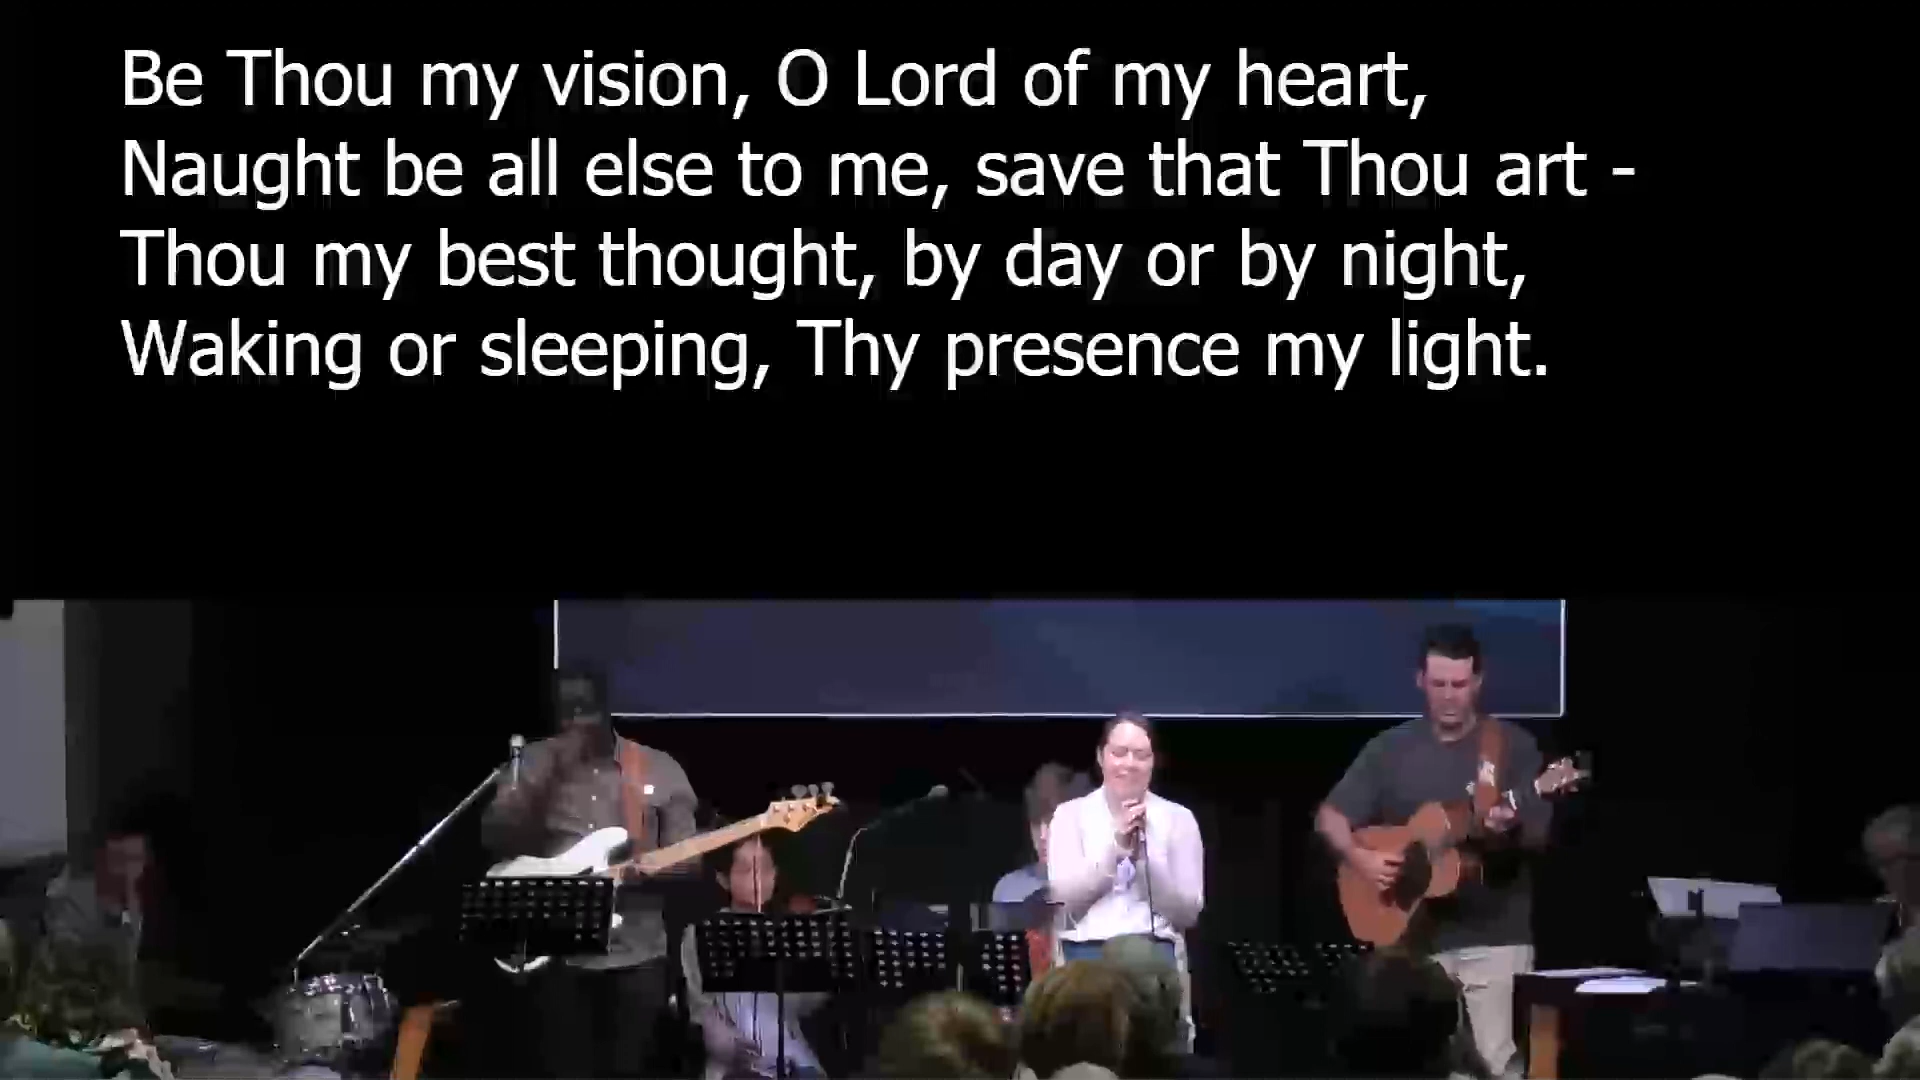 Be Thou my vision, O Lord of my heart,
Naught be all else to me, save that Thou art -
Thou my best thought, by day or by night,
Waking or sleeping, Thy presence my light.